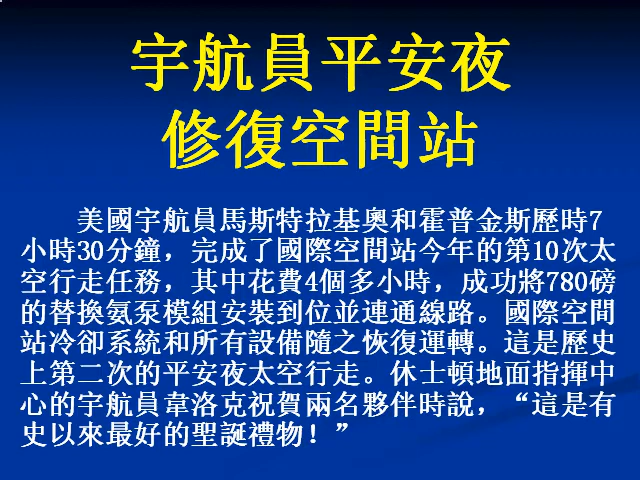 宇航員平安夜
修復空間站
美國宇航員馬斯特拉基奧和霍普金斯歷時7
小時30分鐘，完成了國際空間站今年的第10次太
空行走任務，其中花費4個多小時，成功將780磅
的替換氨泵模組安裝到位並連通線路。國際空間
站冷卻系統和所有設備隨之恢復運轉。這是歷史
上第二次的平安夜太空行走。休士頓地面指揮中
心的宇航員韋洛克祝賀兩名夥伴時說，“這是有
史以來最好的聖誕禮物！”